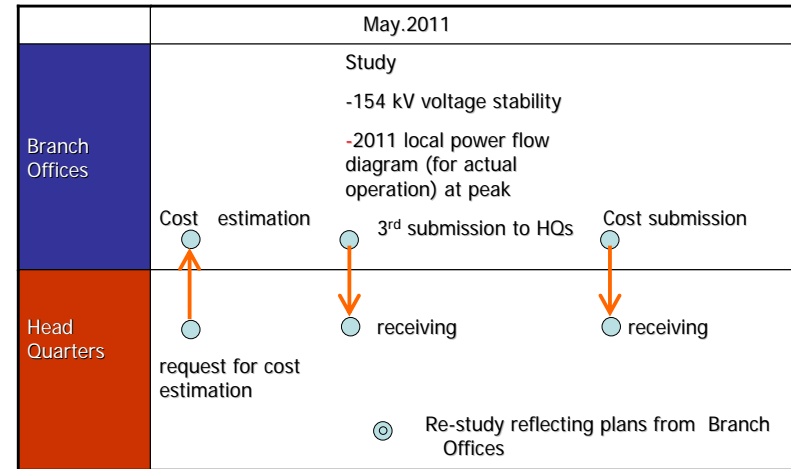 May.2011
Branch
Offices
Study
-154 kV voltage stability
-2011 local power flow
diagram (for actual
operation) at peak
Cost estimation
3rd submission to HQs
Cost submission
Head
Quarters
receiving
receiving
request for cost
estimation
Re-study reflecting plans from Branch
Offices